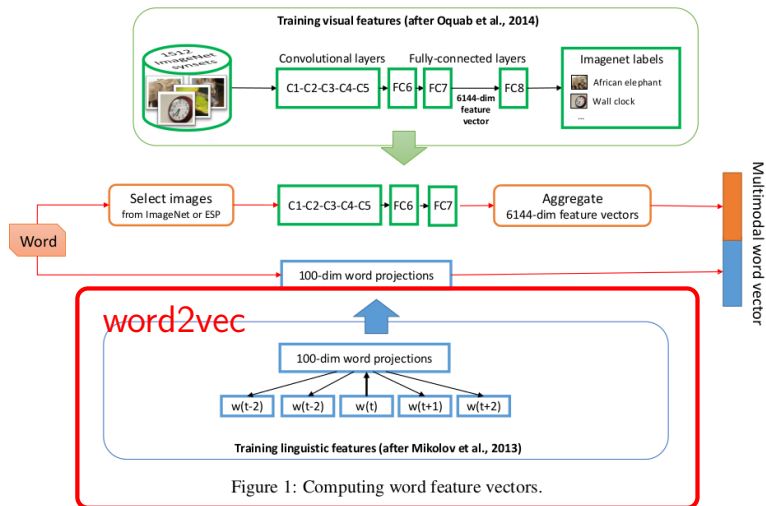 Training visual features (after Oquab et al., 2014)
1512
ImageNet
synsets
Convolutional layers
Fully-connected layers
C1-C2-C3-C4-C5
FC6
FC7
6144-dim
feature
vector
FC8
Imagenet labels
African elephant
Wall clock
...
Word
Select images
from ImageNet or ESP
C1-C2-C3-C4-C5
FC6
FC7
Aggregate
6144-dim feature vectors
Multimodal word vector
100-dim word projections
word2vec
100-dim word projections
w(t-2)
w(t-2)
w(t)
w(t+1)
w(t+2)
Training linguistic features (after Mikolov et al., 2013)
Figure 1: Computing word feature vectors.